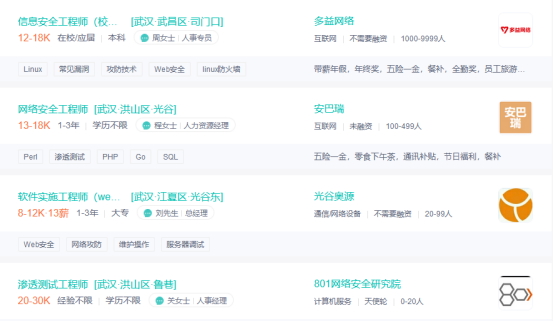 信息安全工程师（校… [武汉·武昌区·司门口]
多益网络
多益网络
12-18K 在校/应届 本科 周女士 人事专员
互联网 不需要融资 1000-9999人
Linux 常见漏洞 攻防技术 Web安全 linux防火墙
带薪年假，年终奖，五险一金，餐补，全勤奖，员工旅游…
网络安全工程师 [武汉·洪山区·光谷]
安巴瑞
安巴
瑞
13-18K 1-3年 学历不限 程女士 人力资源经理
互联网 未融资 100-499人
Perl 渗透测试 PHP Go SQL
五险一金，零食下午茶，通讯补贴，节日福利，餐补
软件实施工程师（we… [武汉·江夏区·光谷东]
光谷奥源
8-12K 13薪 1-3年 大专 刘先生 总经理
通信/网络设备 不需要融资 20-99人
Web安全 网络攻防 维护操作 服务器调试
渗透测试工程师 [武汉·洪山区·鲁巷]
801网络安全研究院
20-30K 经验不限 学历不限 关女士 人事经理
计算机服务 天使轮 0-20人